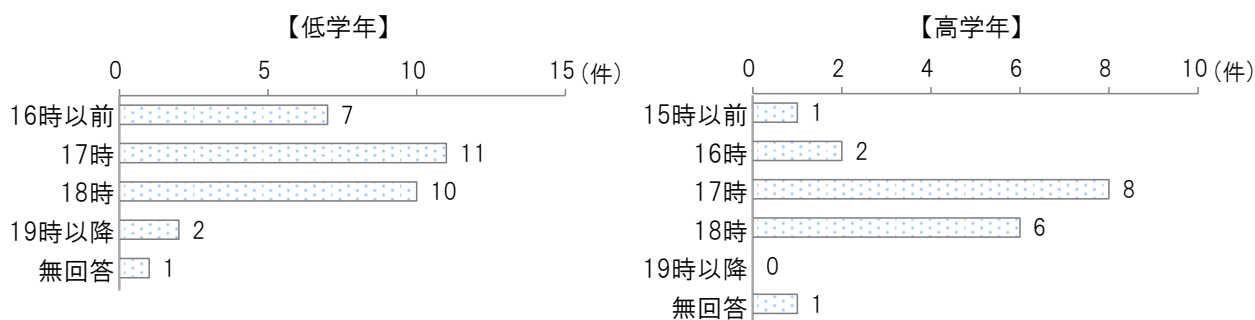 【低学年】
0 5 10 15 (件)
16時以前 7
17時 11
18時 10
19時以降 2
無回答 1
【高学年】
0 2 4 6 8 10 (件)
15時以前 1
16時 2
17時 8
18時 6
19時以降 0
無回答 1